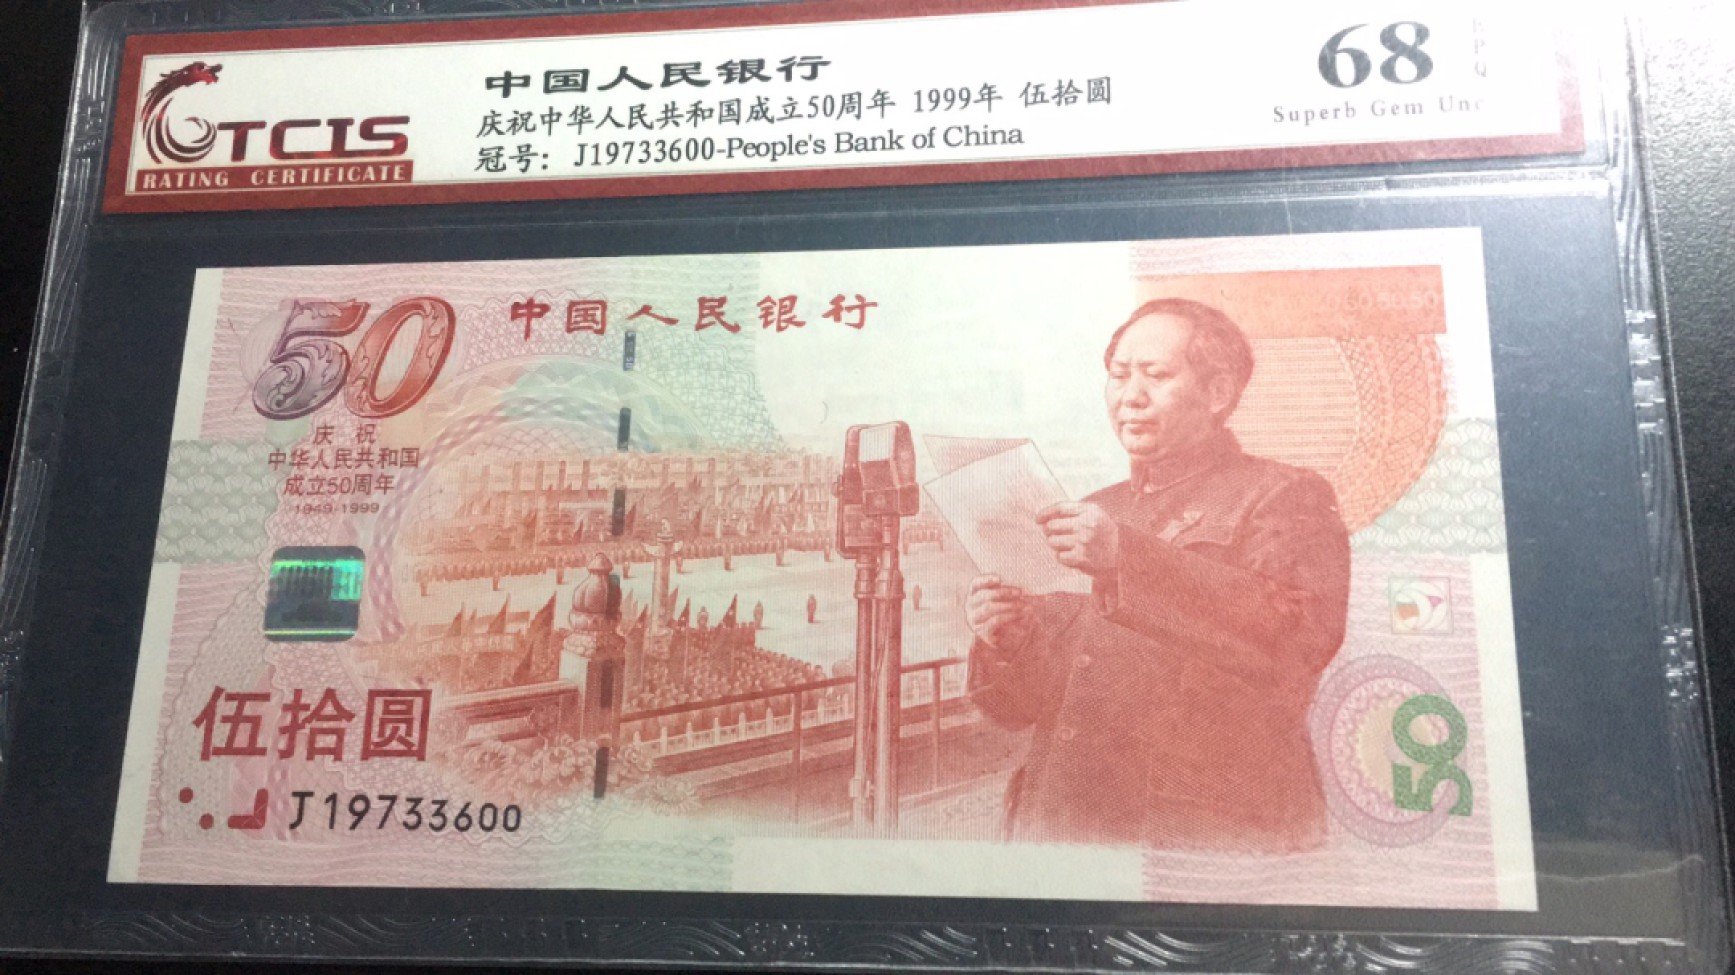 TCIS
RATING CERTIFICATE
中国人民银行
庆祝中华人民共和国成立50周年 1999年 伍拾圆
冠号: J19733600-People's Bank of China
68
EPQ
Superb Gem Unc
50
中国人民银行
庆祝
中华人民共和国
成立50周年
1949-1999
伍拾圆
J19733600
50